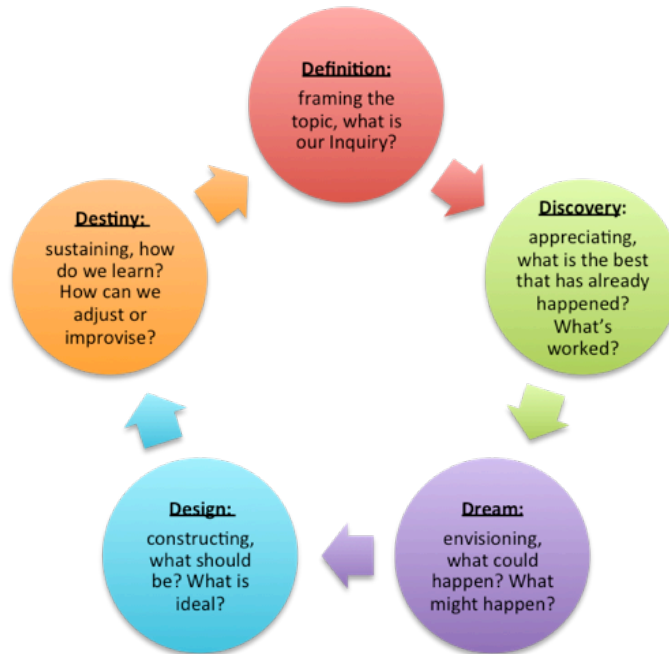 Definition:
framing the
topic, what is
our Inquiry?
Discovery:
appreciating,
what is the best
that has already
happened?
What's
worked?
Dream:
envisioning,
what could
happen? What
might happen?
Design:
constructing,
what should
be? What is
ideal?
Destiny:
sustaining, how
do we learn?
How can we
adjust or
improvise?